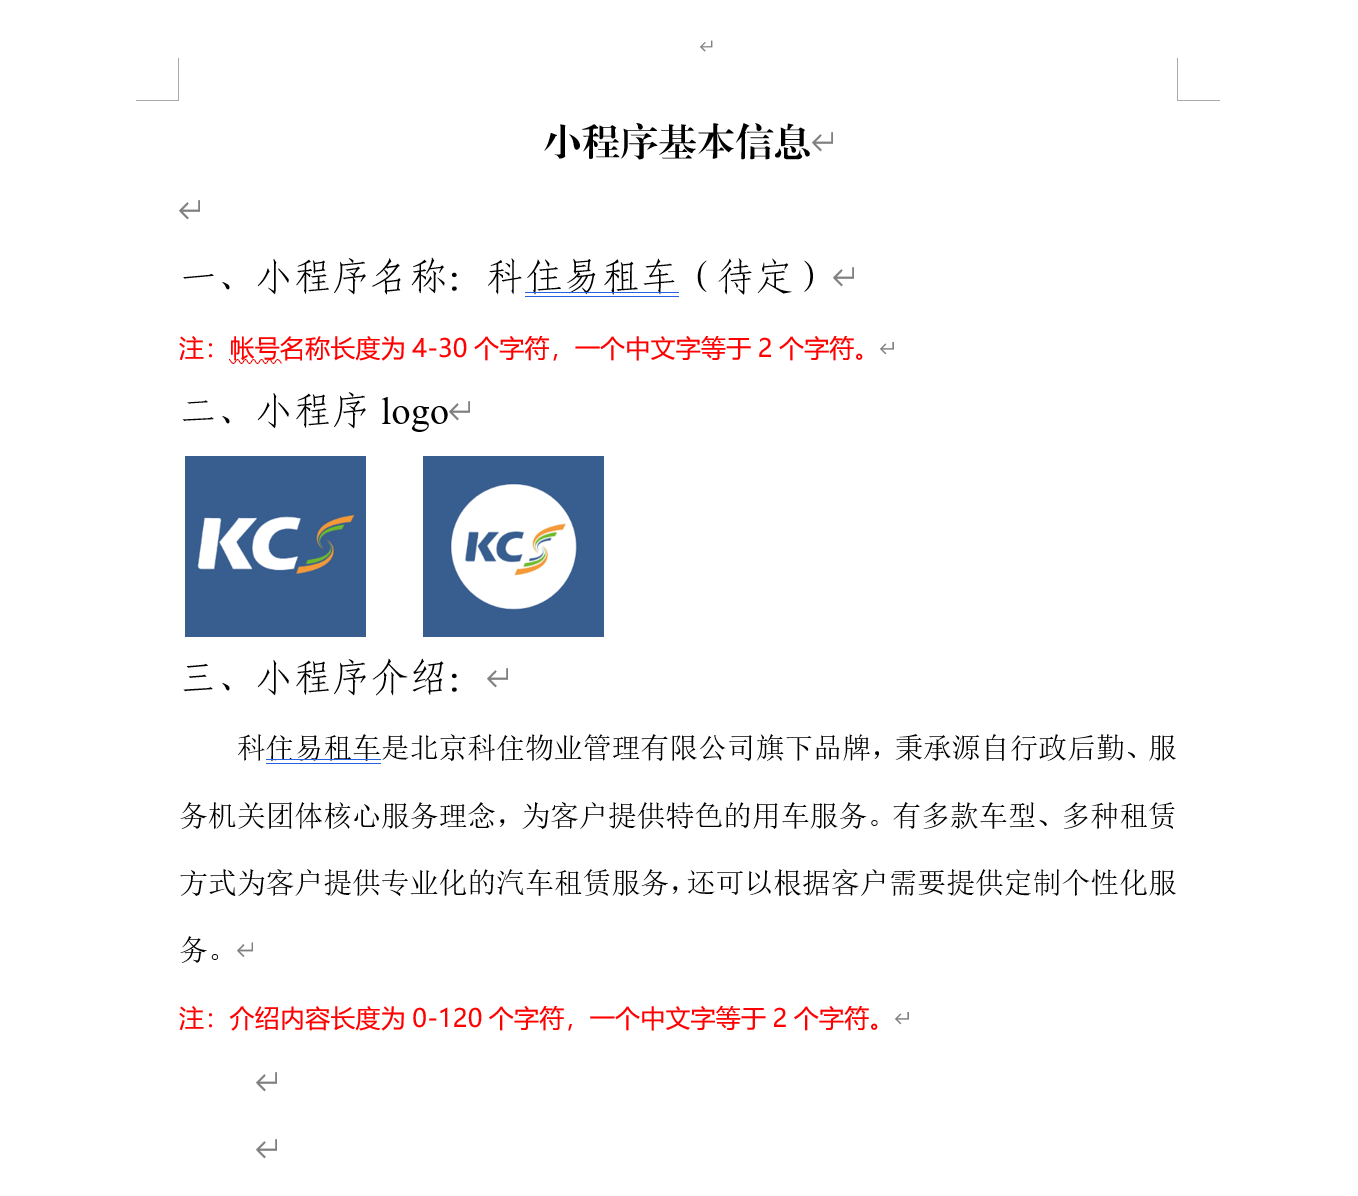 小程序基本信息
一、小程序名称：科住易租车（待定）
注：帐号名称长度为 4-30 个字符，一个中文字等于 2 个字符。
二、小程序 logo
KCS KCS
三、小程序介绍：
科住易租车是北京科住物业管理有限公司旗下品牌，秉承源自行政后勤、服
务机关团体核心服务理念，为客户提供特色的用车服务。有多款车型、多种租赁
方式为客户提供专业化的汽车租赁服务，还可以根据客户需要提供定制个性化服
务。
注：介绍内容长度为 0-120 个字符，一个中文字等于 2 个字符。